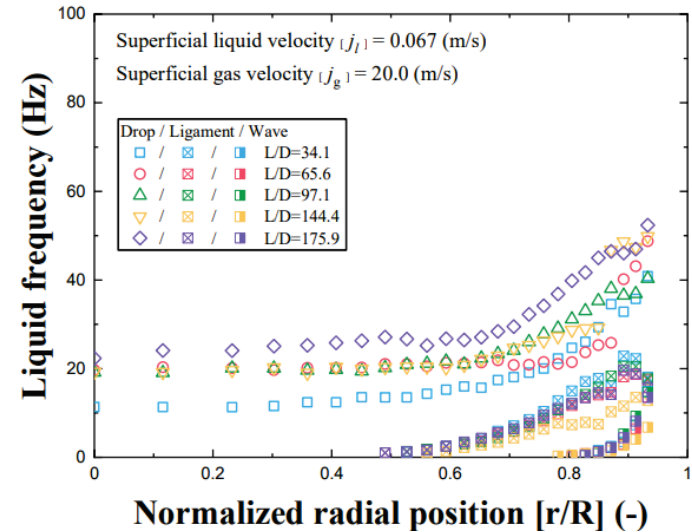 Superficial liquid velocity [ j_l ] = 0.067 (m/s)
Superficial gas velocity [ j_g ] = 20.0 (m/s)
Drop / Ligament / Wave
/ / L/D=34.1
/ / L/D=65.6
/ / L/D=97.1
/ / L/D=144.4
/ / L/D=175.9
Liquid frequency (Hz)
100
80
60
40
20
0
0 0.2 0.4 0.6 0.8 1
Normalized radial position [r/R] (-)